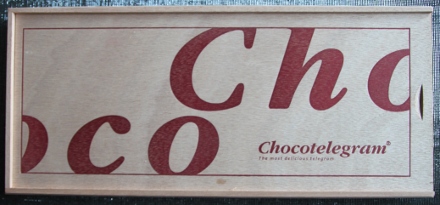 Cho
oco
Chocotelegram®
The most delicious telegram